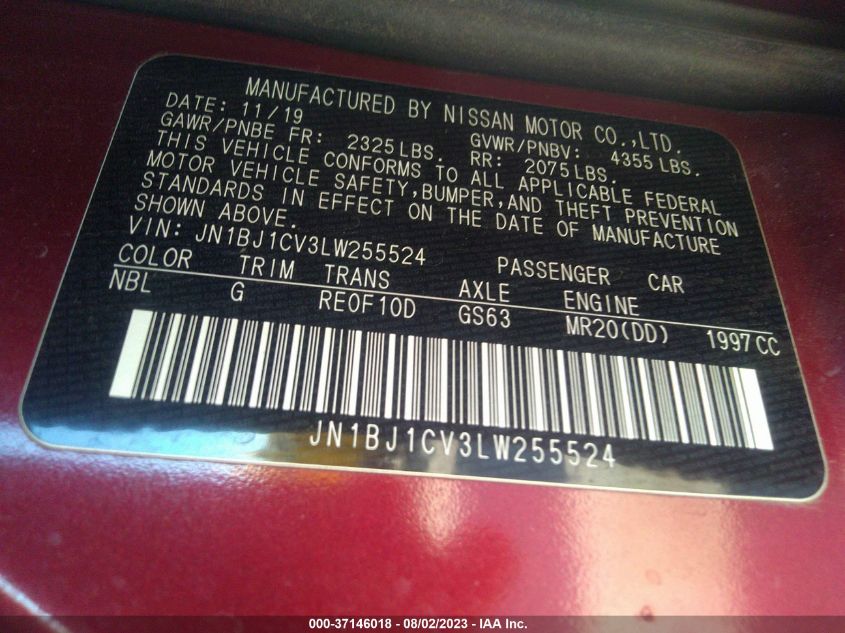 MANUFACTURED BY NISSAN MOTOR CO.,LTD.
DATE: 11/19 GVWR/PNBV: 4355 LBS.
GAWR/PNBE FR: 2325LBS. RR: 2075LBS.
THIS VEHICLE CONFORMS TO ALL APPLICABLE FEDERAL
MOTOR VEHICLE SAFETY,BUMPER,AND THEFT PREVENTION
STANDARDS IN EFFECT ON THE DATE OF MANUFACTURE
SHOWN ABOVE.
VIN: JN1BJ1CV3LW255524 PASSENGER CAR
COLOR TRIM TRANS AXLE ENGINE
NBL G RE0F10D GS63 MR20(DD) 1997CC
JN1BJ1CV3LW255524
000-37146018 - 08/02/2023 - IAA Inc.